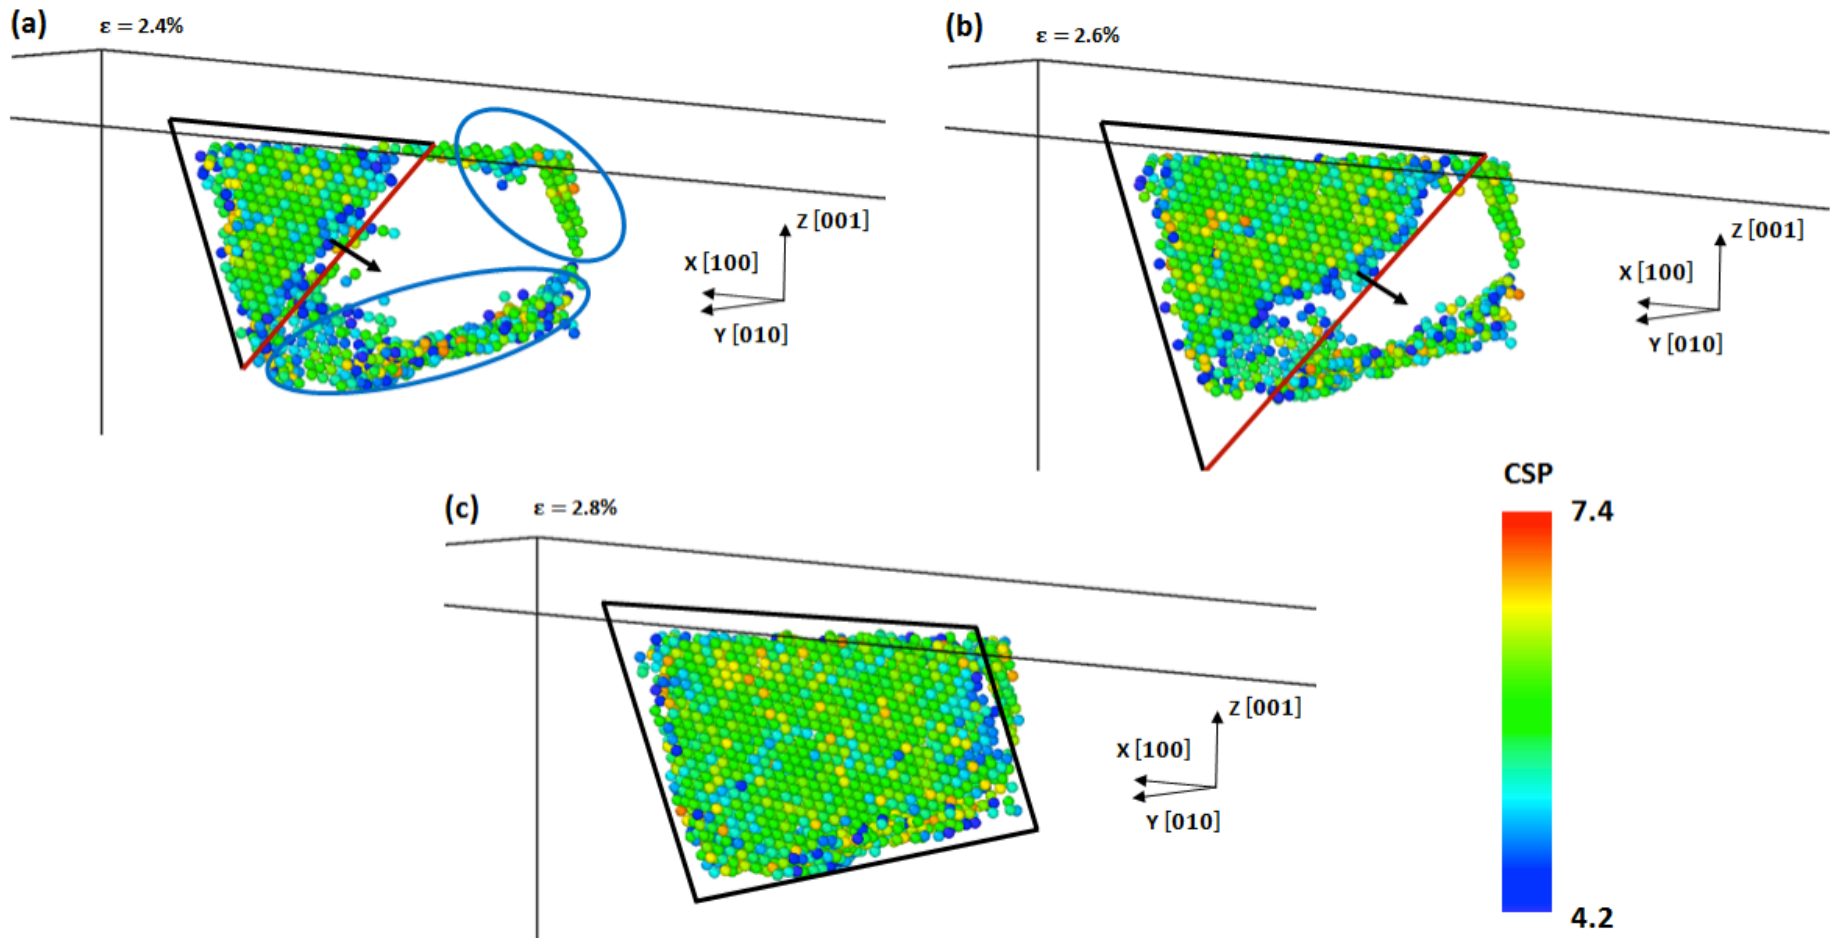 (a)
ε = 2.4%
Z [001]
X [100]
Y [010]
(b)
ε = 2.6%
Z [001]
X [100]
Y [010]
(c)
ε = 2.8%
Z [001]
X [100]
Y [010]
CSP
7.4
4.2